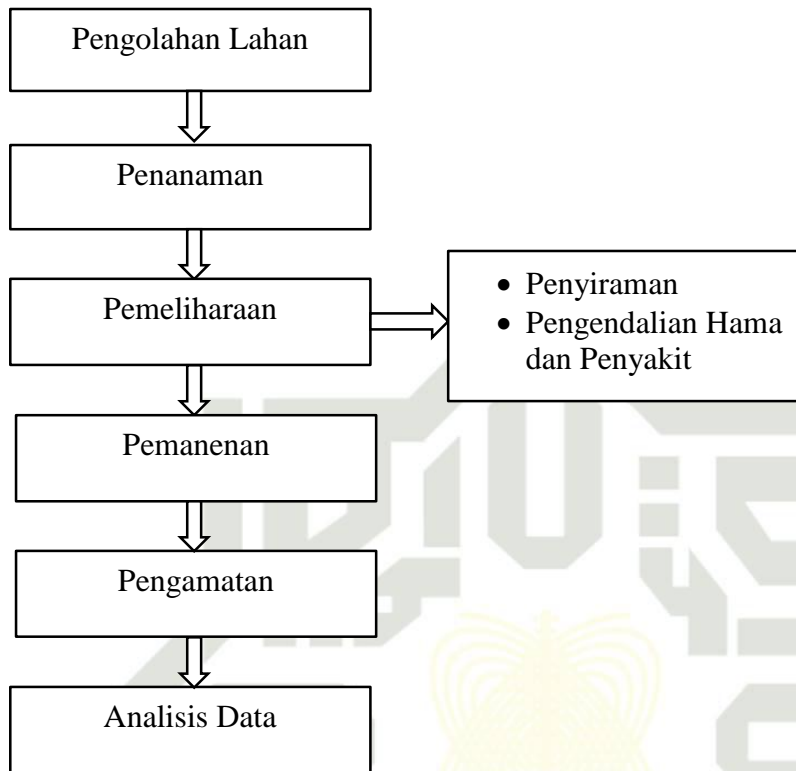 Pengolahan Lahan
Penanaman
Pemeliharaan
• Penyiraman
• Pengendalian Hama
dan Penyakit
Pemanenan
Pengamatan
Analisis Data